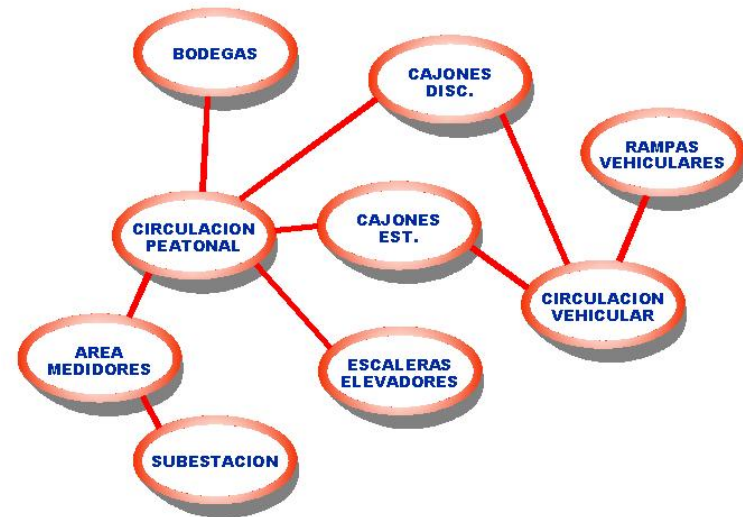 BODEGAS
CAJONES
DISC.
RAMPAS
VEHICULARES
CIRCULACION
PEATONAL
CAJONES
EST.
CIRCULACION
VEHICULAR
AREA
MEDIDORES
ESCALERAS
ELEVADORES
SUBESTACION